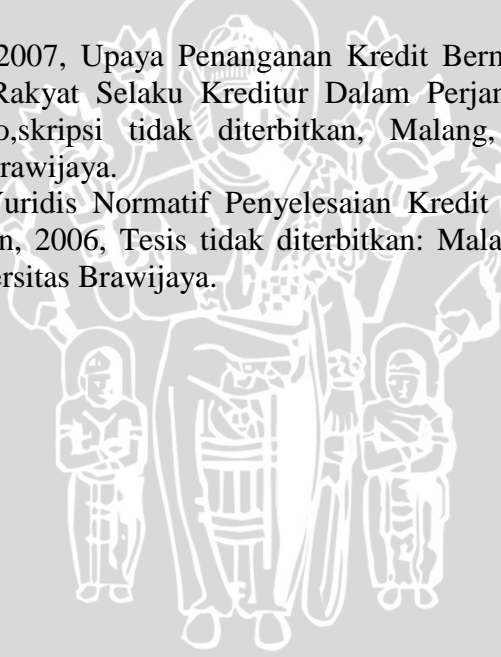 2007, Upaya Penanganan Kredit Berm
Rakyat Selaku Kreditur Dalam Perjan
o,skripsi tidak diterbitkan, Malang,
rawijaya.
Yuridis Normatif Penyelesaian Kredit
n, 2006, Tesis tidak diterbitkan: Mala
ersitas Brawijaya.